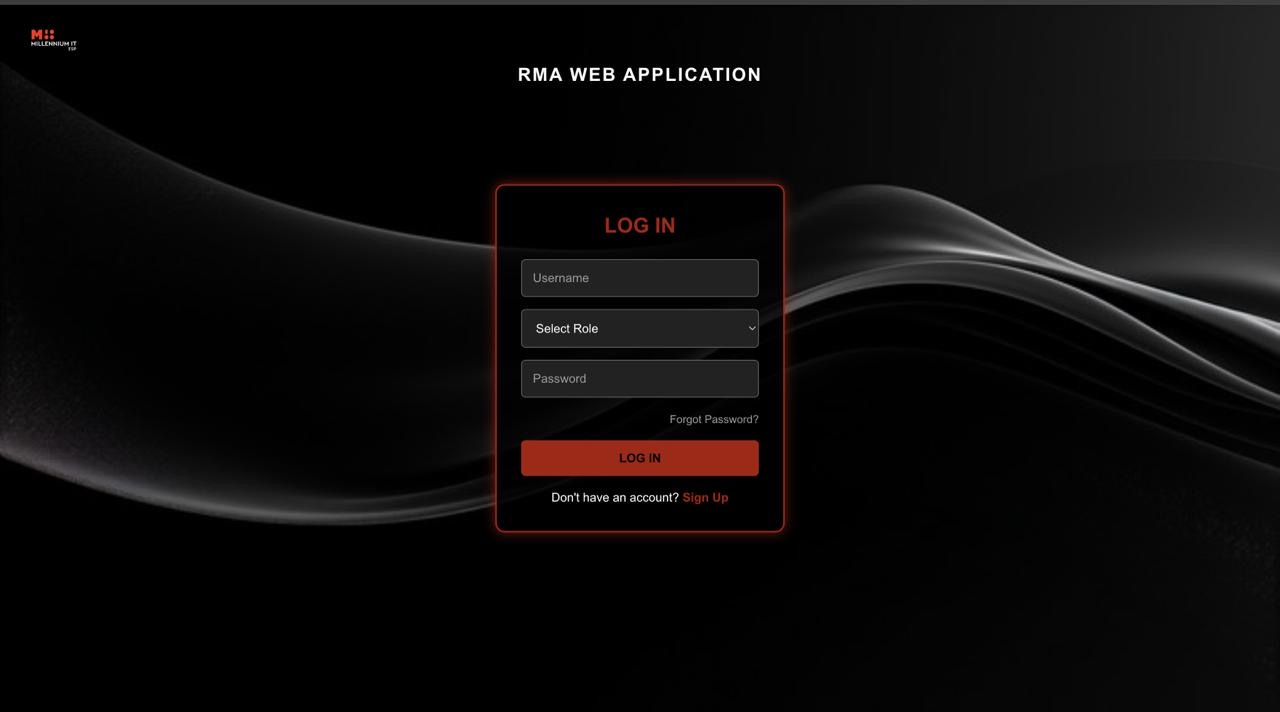 M
MILLENNIUM IT
ESP
RMA WEB APPLICATION
LOG IN
Username
Select Role
Password
Forgot Password?
LOG IN
Don't have an account? Sign Up